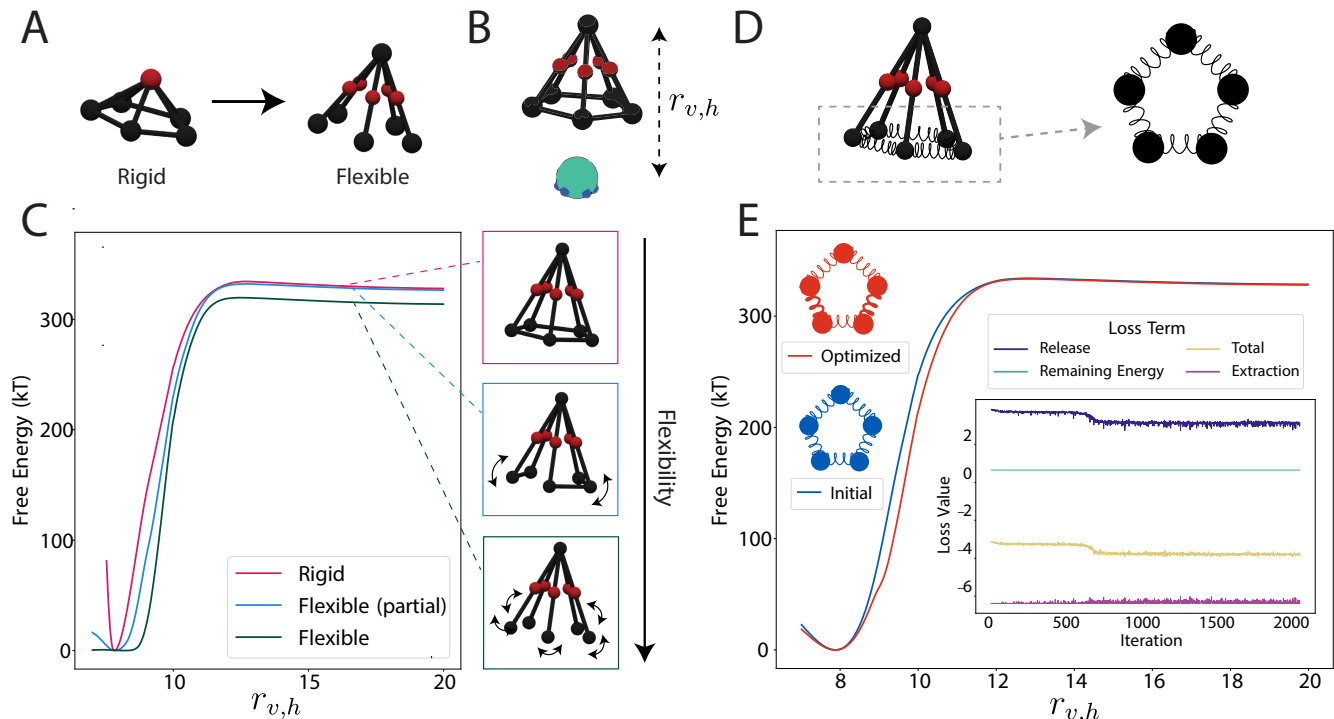 A
Rigid
Flexible
B
r_{v,h}
D
C
Free Energy (kT)
300
200
100
0
10
15
20
r_{v,h}
Rigid
Flexible (partial)
Flexible
Flexibility
E
Free Energy (kT)
300
200
100
0
8
10
12
14
16
18
20
r_{v,h}
Optimized
Initial
Loss Term
Release
Total
Remaining Energy
Extraction
Loss Value
2
0
−2
−4
−6
0
500
1000
1500
2000
Iteration